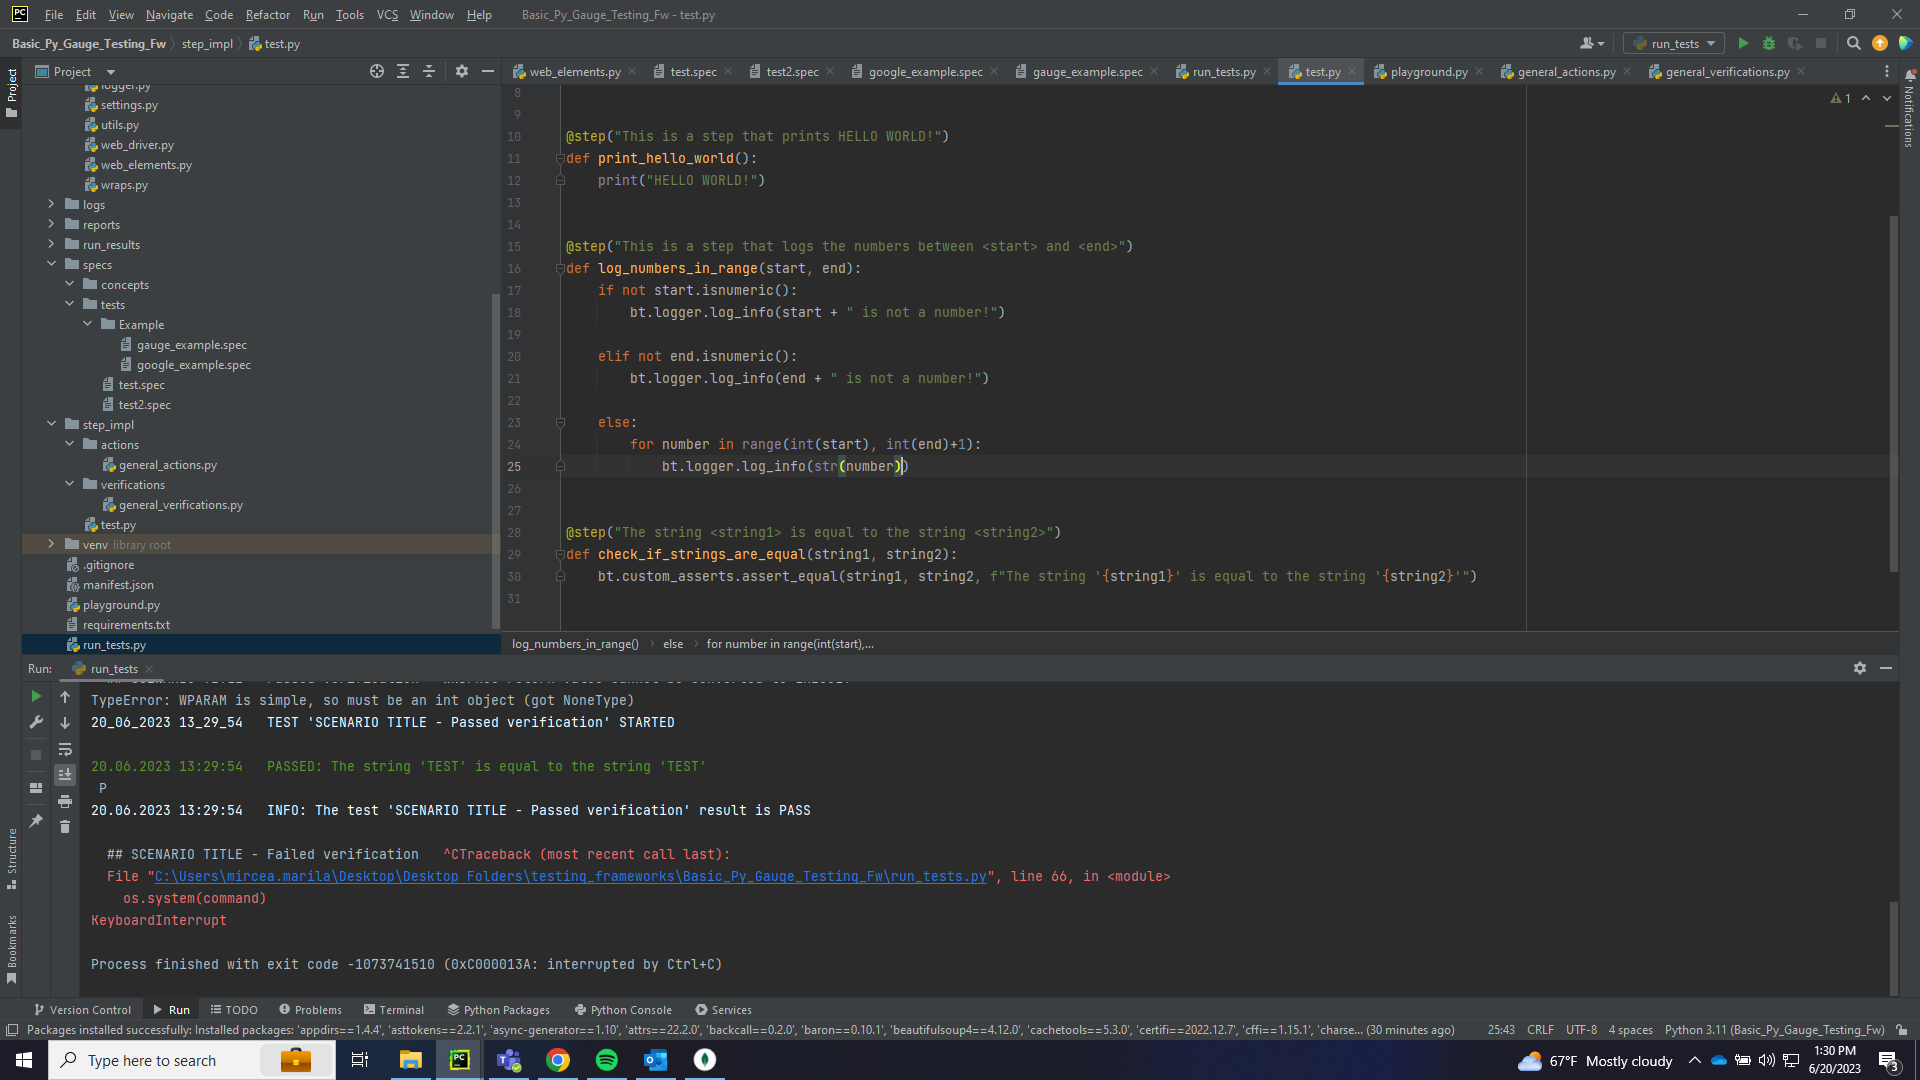 PC File Edit View Navigate Code Refactor Run Tools VCS Window Help Basic_Py_Gauge_Testing_Fw - test.py
Basic_Py_Gauge_Testing_Fw step_impl test.py run_tests
Project
Project
web_elements.py test.spec test2.spec google_example.spec gauge_example.spec run_tests.py test.py playground.py general_actions.py general_verifications.py
Notifications
logger.py
settings.py
utils.py
web_driver.py
web_elements.py
wraps.py
logs
reports
run_results
specs
concepts
tests
Example
gauge_example.spec
google_example.spec
test.spec
test2.spec
step_impl
actions
general_actions.py
verifications
general_verifications.py
test.py
venv library root
.gitignore
manifest.json
playground.py
requirements.txt
run_tests.py
1
8
9
10 @step("This is a step that prints HELLO WORLD!")
11 def print_hello_world():
12 print("HELLO WORLD!")
13
14
15 @step("This is a step that logs the numbers between <start> and <end>")
16 def log_numbers_in_range(start, end):
17 if not start.isnumeric():
18 bt.logger.log_info(start + " is not a number!")
19
20 elif not end.isnumeric():
21 bt.logger.log_info(end + " is not a number!")
22
23 else:
24 for number in range(int(start), int(end)+1):
25 bt.logger.log_info(str(number))
26
27
28 @step("The string <string1> is equal to the string <string2>")
29 def check_if_strings_are_equal(string1, string2):
30 bt.custom_asserts.assert_equal(string1, string2, f"The string '{string1}' is equal to the string '{string2}'")
31
log_numbers_in_range() else for number in range(int(start),...
Run: run_tests
TypeError: WPARAM is simple, so must be an int object (got NoneType)
20_06_2023 13_29_54 TEST 'SCENARIO TITLE - Passed verification' STARTED
20.06.2023 13:29:54 PASSED: The string 'TEST' is equal to the string 'TEST'
P
20.06.2023 13:29:54 INFO: The test 'SCENARIO TITLE - Passed verification' result is PASS
## SCENARIO TITLE - Failed verification ^CTraceback (most recent call last):
File "C:\Users\mircea.marila\Desktop\Desktop Folders\testing_frameworks\Basic_Py_Gauge_Testing_Fw\run_tests.py", line 66, in <module>
os.system(command)
KeyboardInterrupt
Process finished with exit code -1073741510 (0xC000013A: interrupted by Ctrl+C)
Structure
Bookmarks
Version Control Run TODO Problems Terminal Python Packages Python Console Services
Packages installed successfully: Installed packages: 'appdirs==1.4.4', 'asttokens==2.2.1', 'async-generator==1.10', 'attrs==22.2.0', 'backcall==0.2.0', 'baron==0.10.1', 'beautifulsoup4==4.12.0', 'cachetools==5.3.0', 'certifi==2022.12.7', 'cffi==1.15.1', 'charse... (30 minutes ago) 25:43 CRLF UTF-8 4 spaces Python 3.11 (Basic_Py_Gauge_Testing_Fw)
Type here to search PC 67°F Mostly cloudy 1:30 PM
6/20/2023 3